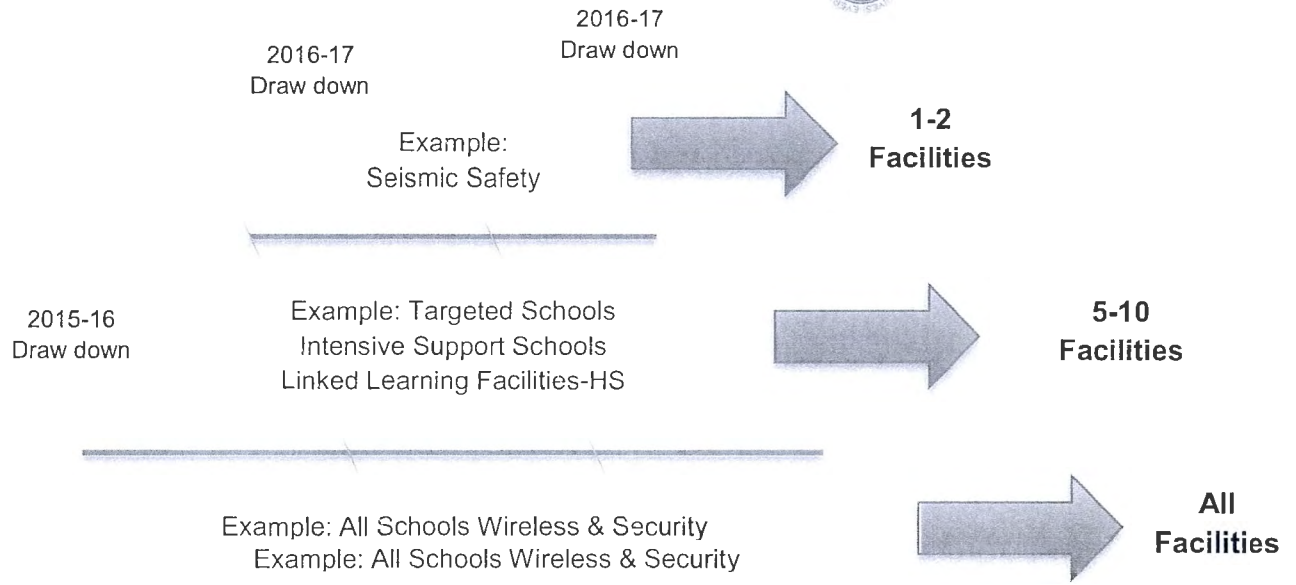 2016-17
Draw down
2016-17
Draw down
Example:
Seismic Safety
1-2
Facilities
2015-16
Draw down
Example: Targeted Schools
Intensive Support Schools
Linked Learning Facilities-HS
5-10
Facilities
Example: All Schools Wireless & Security
Example: All Schools Wireless & Security
All
Facilities